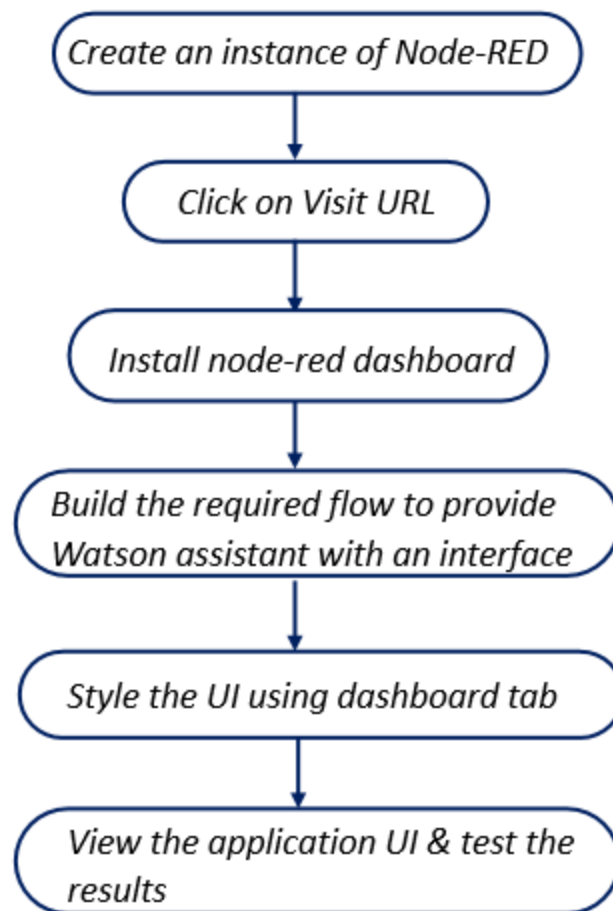 Create an instance of Node-RED
Click on Visit URL
Install node-red dashboard
Build the required flow to provide
Watson assistant with an interface
Style the UI using dashboard tab
View the application UI & test the
results